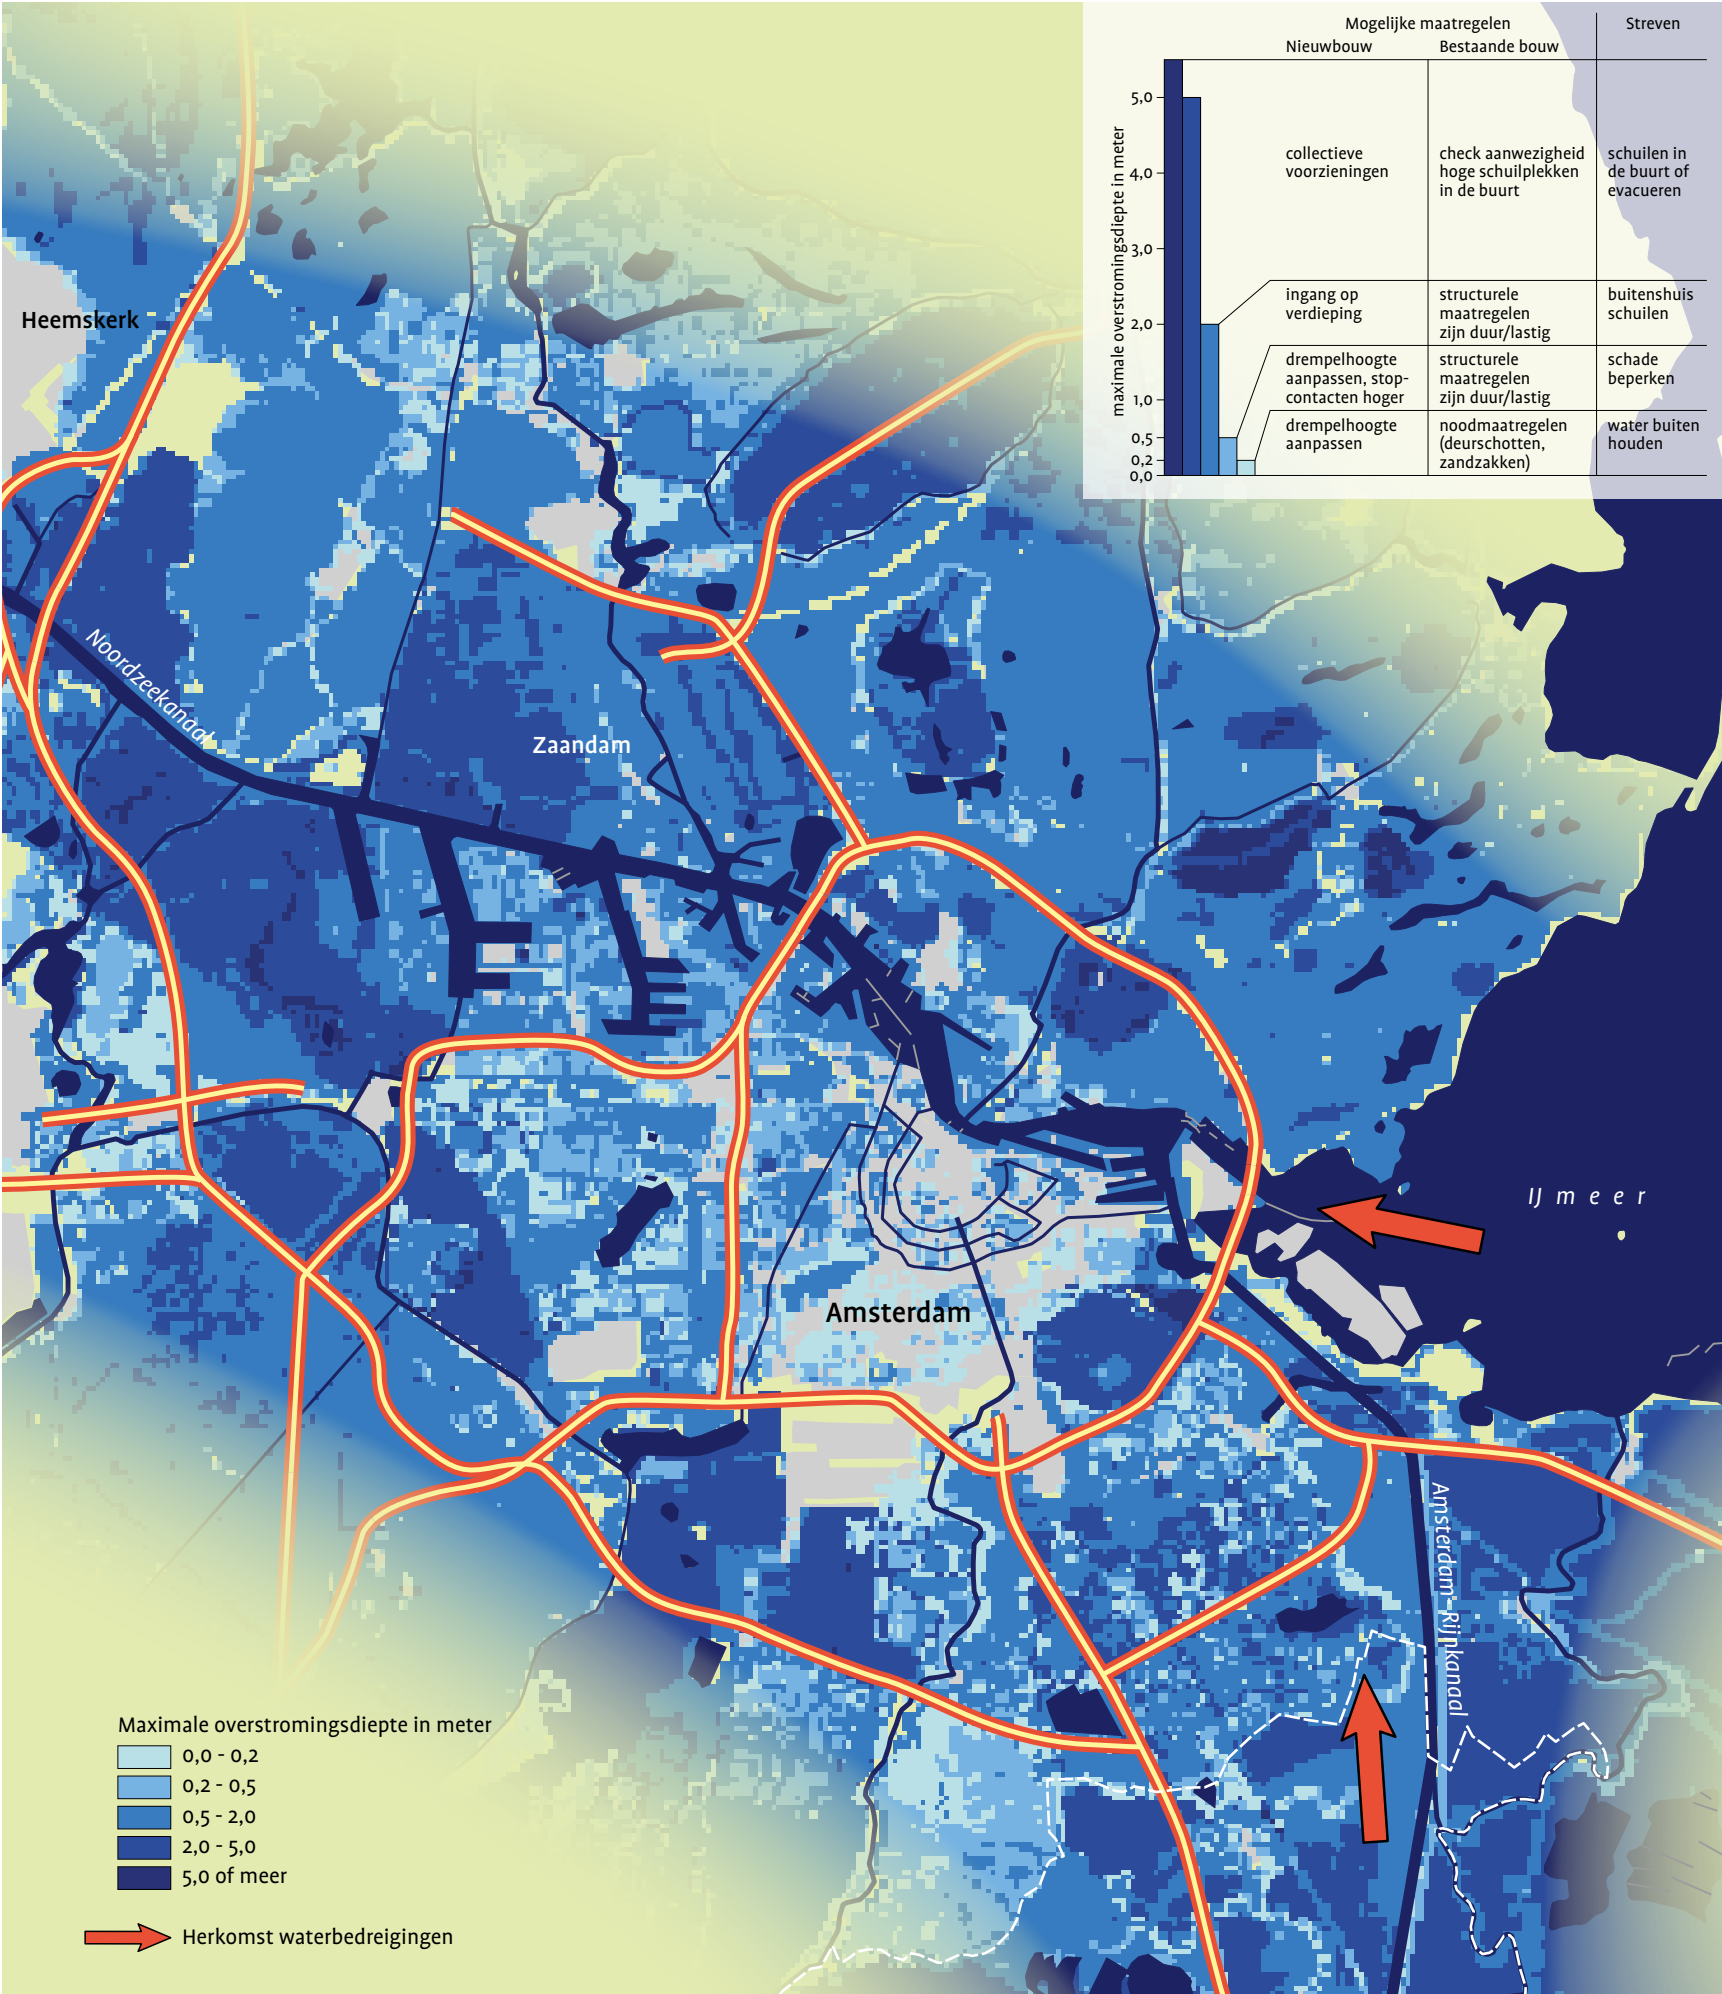 Mogelijke maatregelen
Streven
Nieuwbouw
Bestaande bouw
maximale overstromingsdiepte in meter
5,0
4,0
3,0
2,0
1,0
0,5
0,2
0,0
collectieve
voorzieningen
check aanwezigheid
hoge schuilplekken
in de buurt
schuilen in
de buurt of
evacueren
ingang op
verdieping
structurele
maatregelen
zijn duur/lastig
buitenshuis
schuilen
drempelhoogte
aanpassen, stop-
contacten hoger
structurele
maatregelen
zijn duur/lastig
schade
beperken
drempelhoogte
aanpassen
noodmaatregelen
(deurschotten,
zandzakken)
water buiten
houden
Heemskerk
Noordzeekanaal
Zaandam
IJmeer
Amsterdam
Amsterdam-Rijnkanaal
Maximale overstromingsdiepte in meter
0,0 - 0,2
0,2 - 0,5
0,5 - 2,0
2,0 - 5,0
5,0 of meer
Herkomst waterbedreigingen